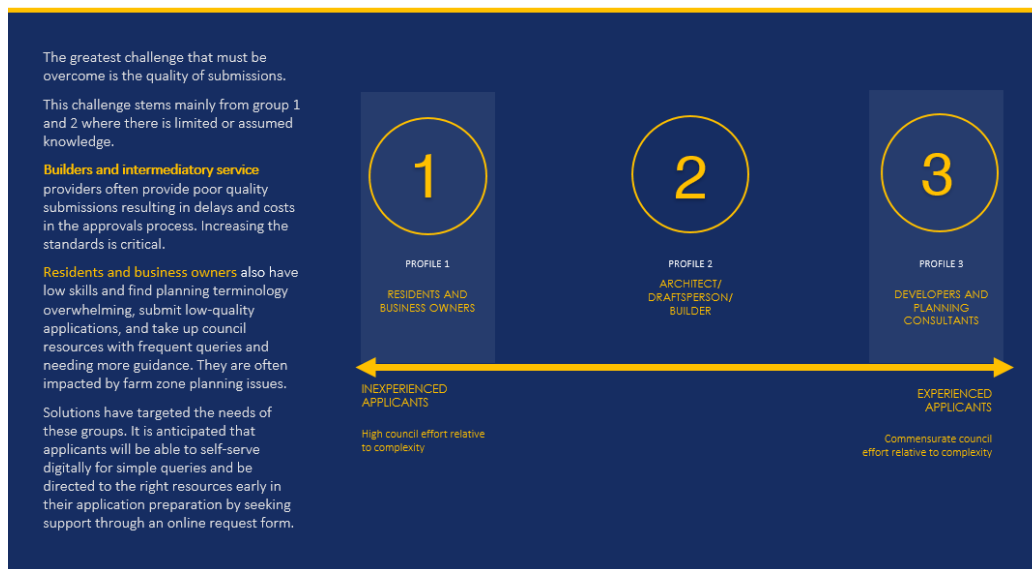 The greatest challenge that must be
overcome is the quality of submissions.
This challenge stems mainly from group 1
and 2 where there is limited or assumed
knowledge.
Builders and intermediatory service
providers often provide poor quality
submissions resulting in delays and costs
in the approvals process. Increasing the
standards is critical.
Residents and business owners also have
low skills and find planning terminology
overwhelming, submit low-quality
applications, and take up council
resources with frequent queries and
needing more guidance. They are often
impacted by farm zone planning issues.
Solutions have targeted the needs of
these groups. It is anticipated that
applicants will be able to self-serve
digitally for simple queries and be
directed to the right resources early in
their application preparation by seeking
support through an online request form.
1
PROFILE 1
RESIDENTS AND
BUSINESS OWNERS
2
PROFILE 2
ARCHITECT/
DRAFTSPERSON/
BUILDER
3
PROFILE 3
DEVELOPERS AND
PLANNING
CONSULTANTS
INEXPERIENCED
APPLICANTS
High council effort relative
to complexity
EXPERIENCED
APPLICANTS
Commensurate council
effort relative to complexity